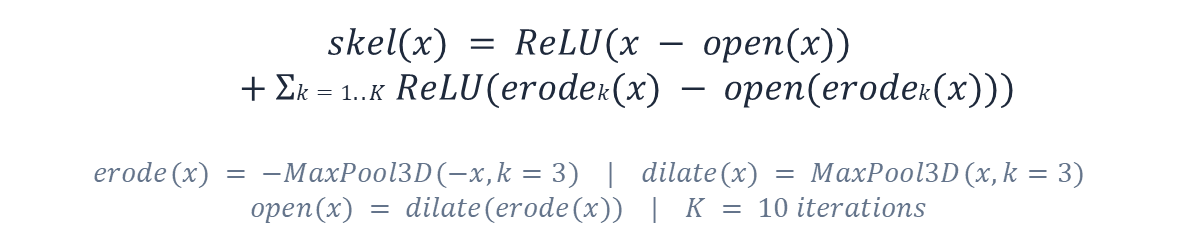 skel(x) = ReLU(x − open(x))
+ Σk = 1..K ReLU(erodek(x) − open(erodek(x)))
erode(x) = −MaxPool3D(−x, k = 3) | dilate(x) = MaxPool3D(x, k = 3)
open(x) = dilate(erode(x)) | K = 10 iterations